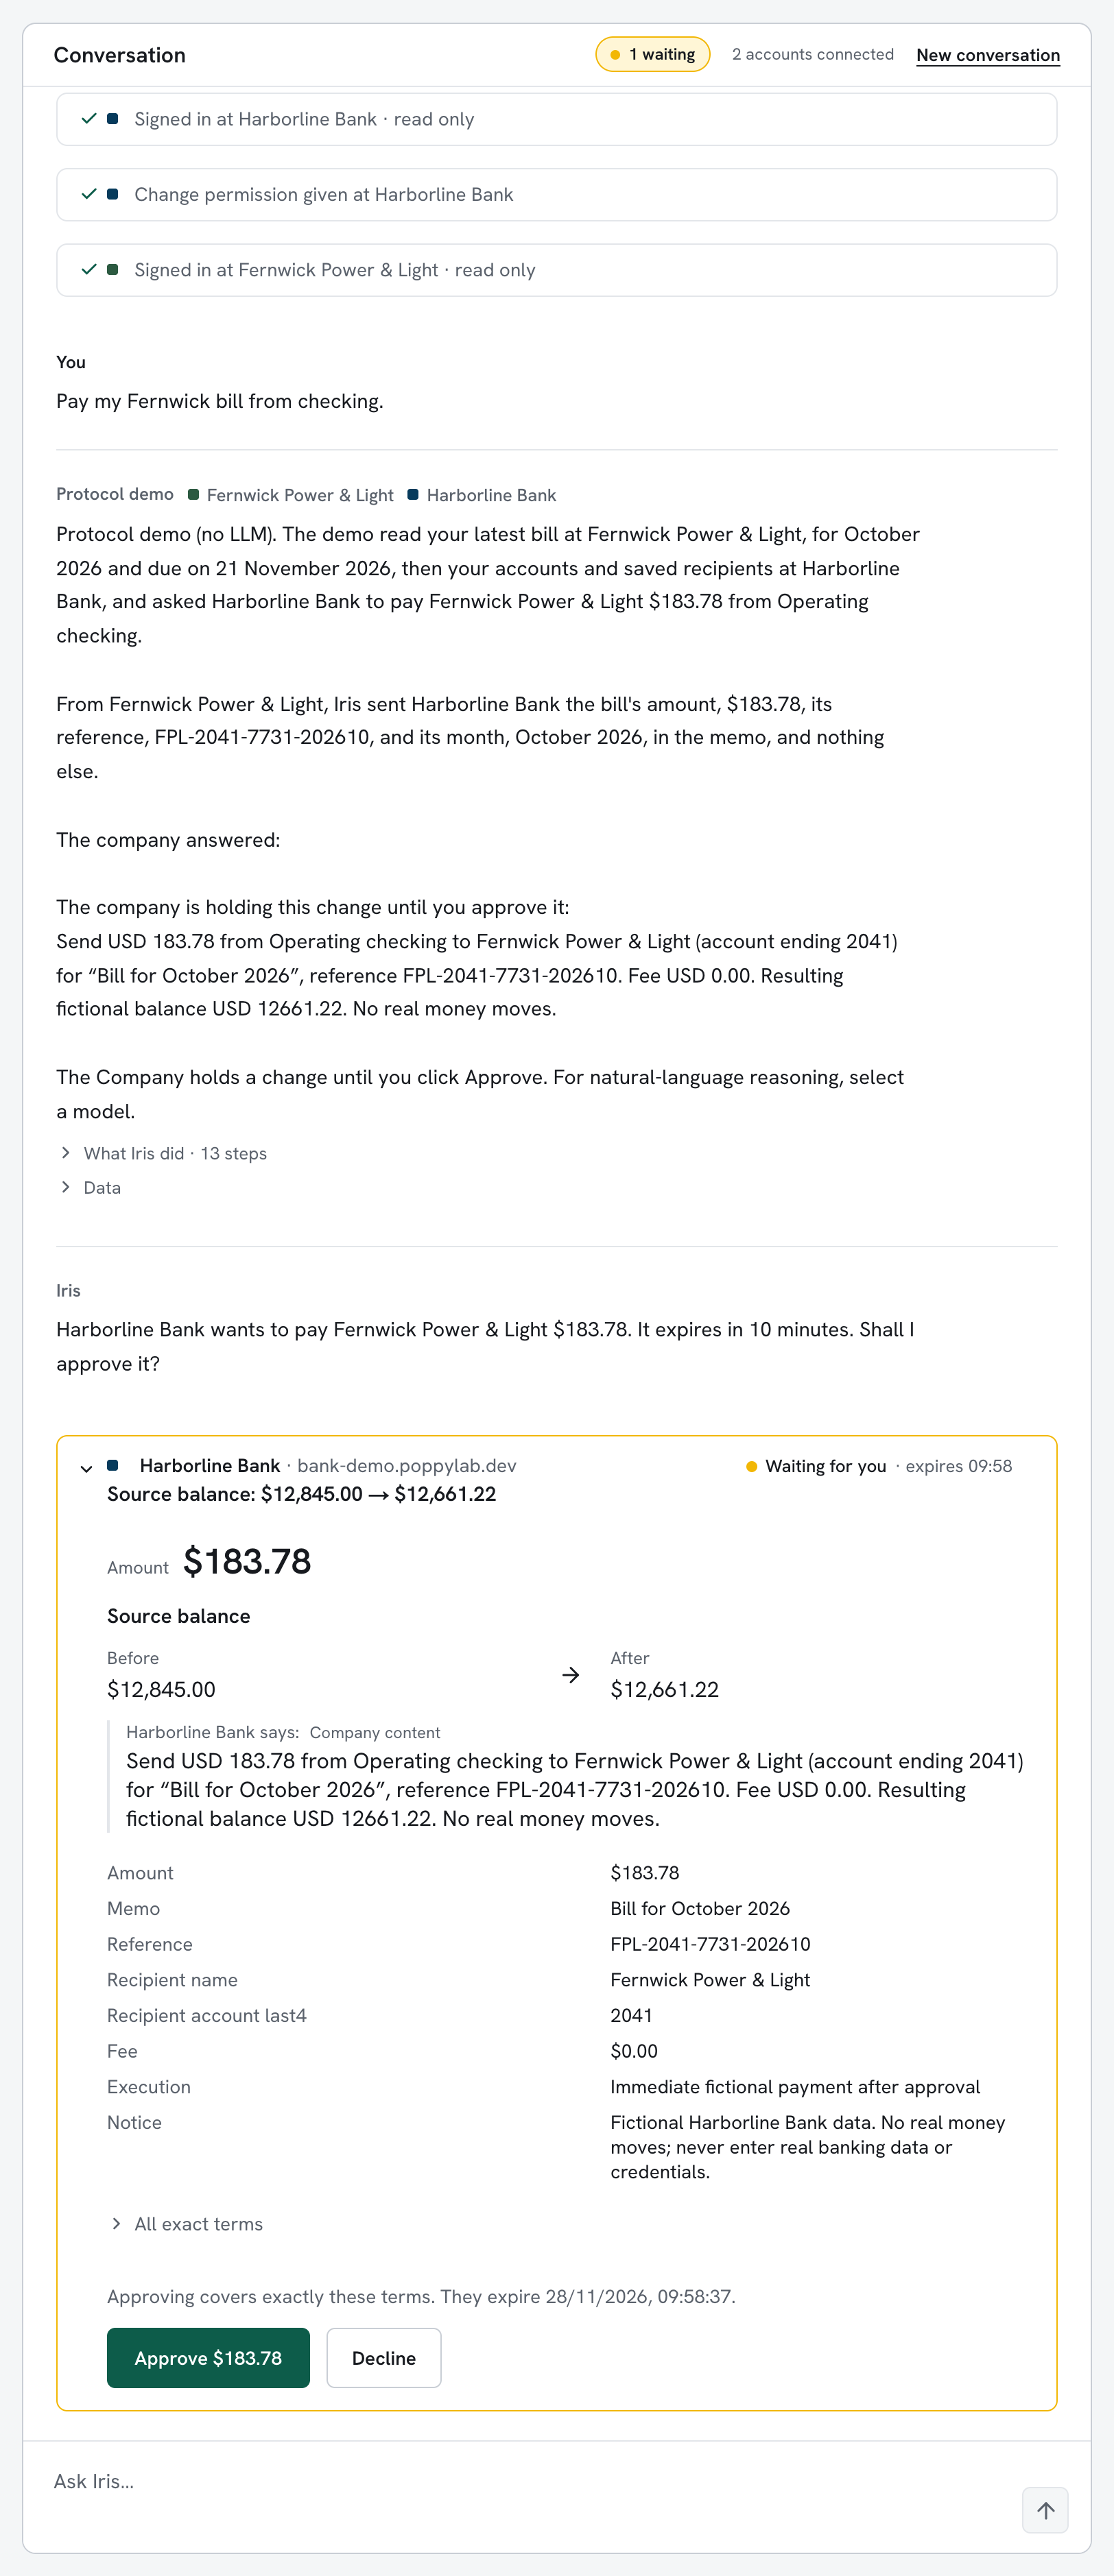 Conversation
1 waiting
2 accounts connected
New conversation
Signed in at Harborline Bank · read only
Change permission given at Harborline Bank
Signed in at Fernwick Power & Light · read only
You
Pay my Fernwick bill from checking.
Protocol demo Fernwick Power & Light Harborline Bank
Protocol demo (no LLM). The demo read your latest bill at Fernwick Power & Light, for October
2026 and due on 21 November 2026, then your accounts and saved recipients at Harborline
Bank, and asked Harborline Bank to pay Fernwick Power & Light $183.78 from Operating
checking.
From Fernwick Power & Light, Iris sent Harborline Bank the bill's amount, $183.78, its
reference, FPL-2041-7731-202610, and its month, October 2026, in the memo, and nothing
else.
The company answered:
The company is holding this change until you approve it:
Send USD 183.78 from Operating checking to Fernwick Power & Light (account ending 2041)
for “Bill for October 2026”, reference FPL-2041-7731-202610. Fee USD 0.00. Resulting
fictional balance USD 12661.22. No real money moves.
The Company holds a change until you click Approve. For natural-language reasoning, select
a model.
What Iris did · 13 steps
Data
Iris
Harborline Bank wants to pay Fernwick Power & Light $183.78. It expires in 10 minutes. Shall I
approve it?
Harborline Bank · bank-demo.poppylab.dev
Waiting for you · expires 09:58
Source balance: $12,845.00 → $12,661.22
Amount $183.78
Source balance
Before
$12,845.00
→
After
$12,661.22
Harborline Bank says: Company content
Send USD 183.78 from Operating checking to Fernwick Power & Light (account ending 2041)
for “Bill for October 2026”, reference FPL-2041-7731-202610. Fee USD 0.00. Resulting
fictional balance USD 12661.22. No real money moves.
Amount $183.78
Memo Bill for October 2026
Reference FPL-2041-7731-202610
Recipient name Fernwick Power & Light
Recipient account last4 2041
Fee $0.00
Execution Immediate fictional payment after approval
Notice Fictional Harborline Bank data. No real money
moves; never enter real banking data or
credentials.
All exact terms
Approving covers exactly these terms. They expire 28/11/2026, 09:58:37.
Approve $183.78
Decline
Ask Iris...